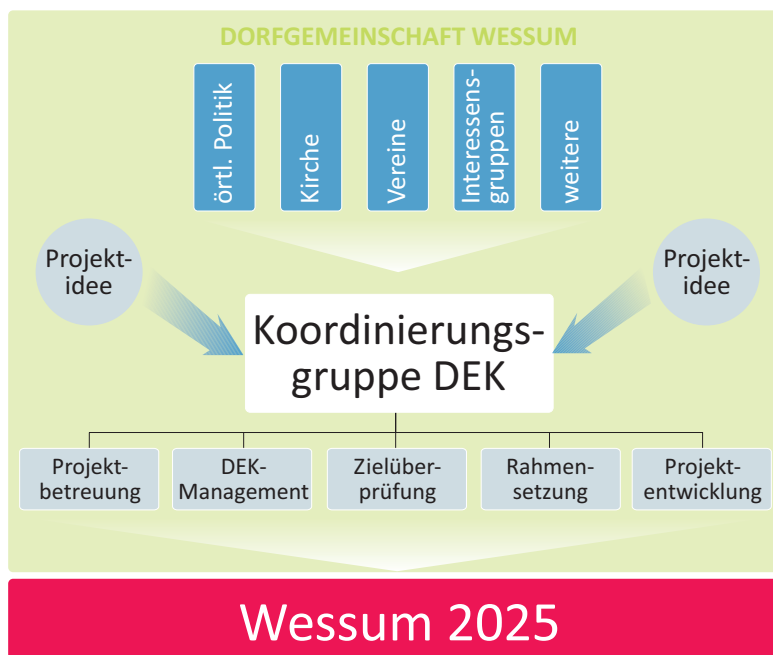 DORFGEMEINSCHAFT WESSUM
örtl. Politik
Kirche
Vereine
Interessens-
gruppen
weitere
Projekt-
idee
Projekt-
idee
Koordinierungs-
gruppe DEK
Projekt-
betreuung
DEK-
Management
Zielüber-
prüfung
Rahmen-
setzung
Projekt-
entwicklung
Wessum 2025